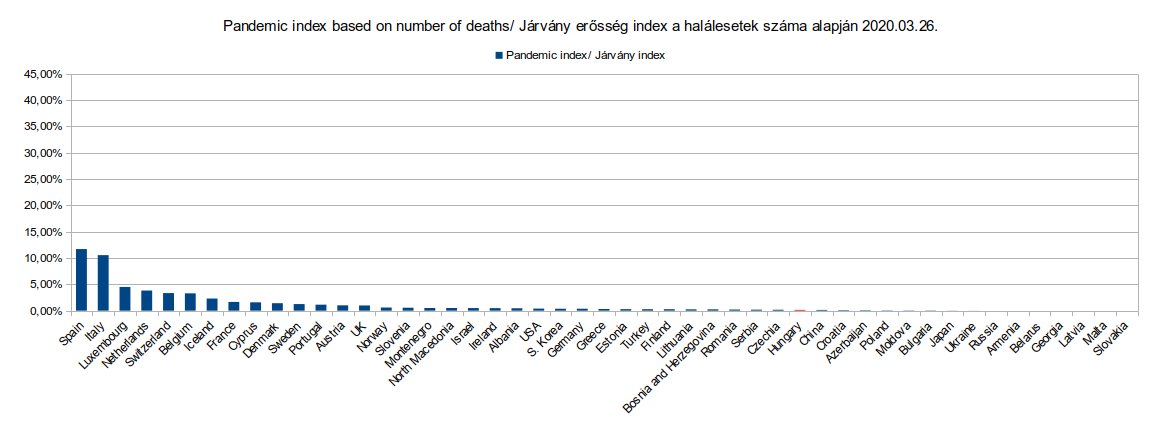 Pandemic index based on number of deaths/ Járvány erősség index a halálesetek száma alapján 2020.03.26.
Pandemic index/ Járvány index
45,00%
40,00%
35,00%
30,00%
25,00%
20,00%
15,00%
10,00%
5,00%
0,00%
Spain
Italy
Luxembourg
Netherlands
Switzerland
Belgium
Iceland
France
Cyprus
Denmark
Sweden
Portugal
Austria
UK
Norway
Slovenia
Montenegro
North Macedonia
Israel
Ireland
Albania
USA
S. Korea
Germany
Greece
Estonia
Turkey
Finland
Lithuania
Bosnia and Herzegovina
Romania
Serbia
Czechia
Hungary
China
Croatia
Azerbaijan
Poland
Moldova
Bulgaria
Japan
Ukraine
Russia
Armenia
Belarus
Georgia
Latvia
Malta
Slovakia